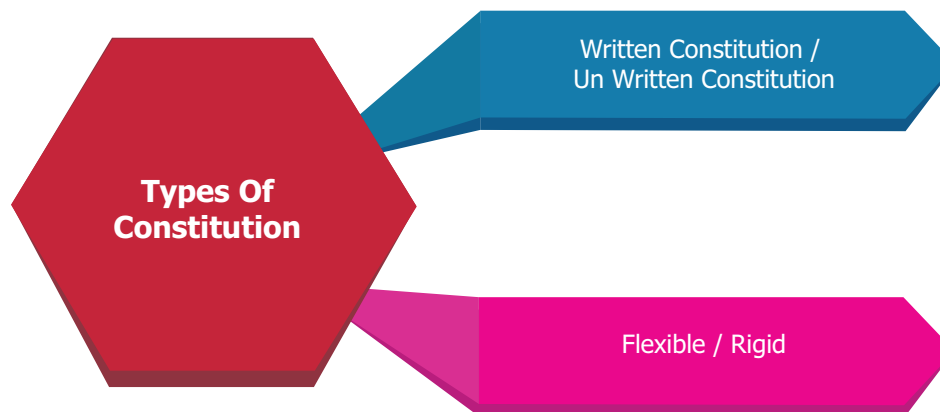 Types Of
Constitution
Written Constitution /
Un Written Constitution
Flexible / Rigid